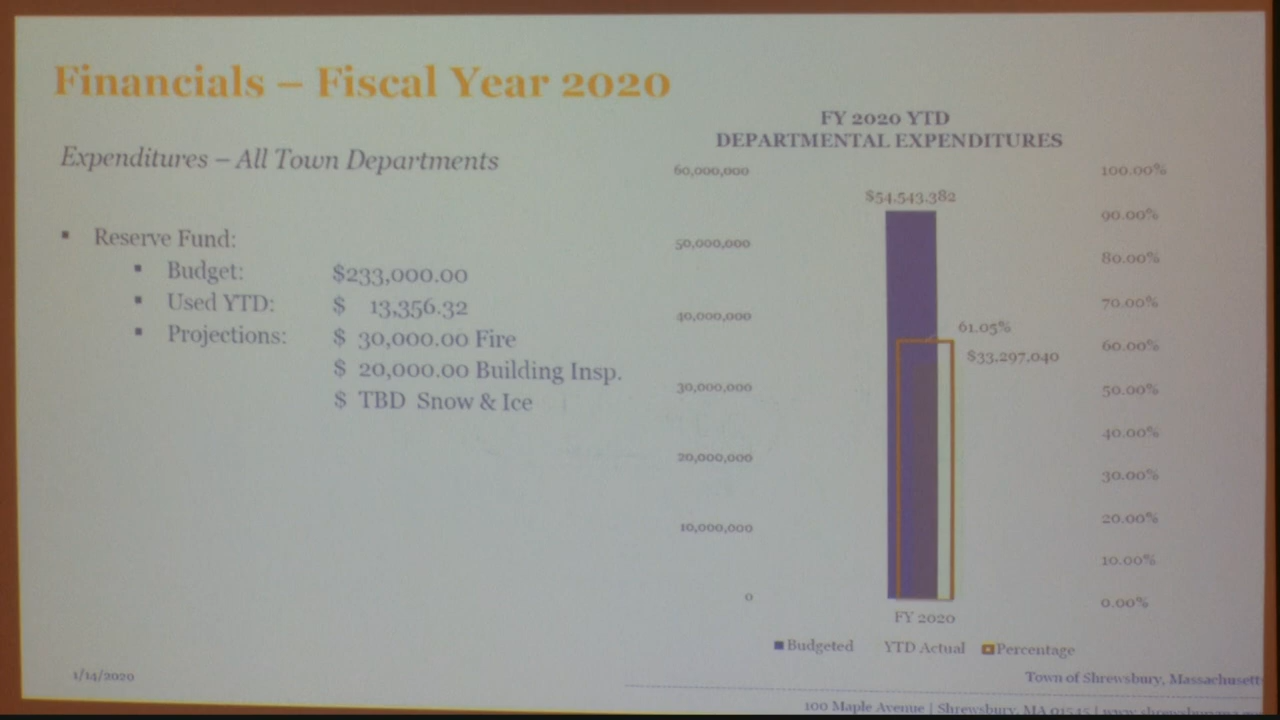 Financials – Fiscal Year 2020
Expenditures – All Town Departments
▪ Reserve Fund:
▪ Budget: $233,000.00
▪ Used YTD: $ 13,356.32
▪ Projections: $ 30,000.00 Fire
$ 20,000.00 Building Insp.
$ TBD Snow & Ice
FY 2020 YTD
DEPARTMENTAL EXPENDITURES
60,000,000
50,000,000
40,000,000
30,000,000
20,000,000
10,000,000
0
$54,543,382
61.05%
$33,297,040
100.00%
90.00%
80.00%
70.00%
60.00%
50.00%
40.00%
30.00%
20.00%
10.00%
0.00%
FY 2020
Budgeted YTD Actual Percentage
1/14/2020
Town of Shrewsbury, Massachusett
100 Maple Avenue | Shrewsbury, MA 01545 |